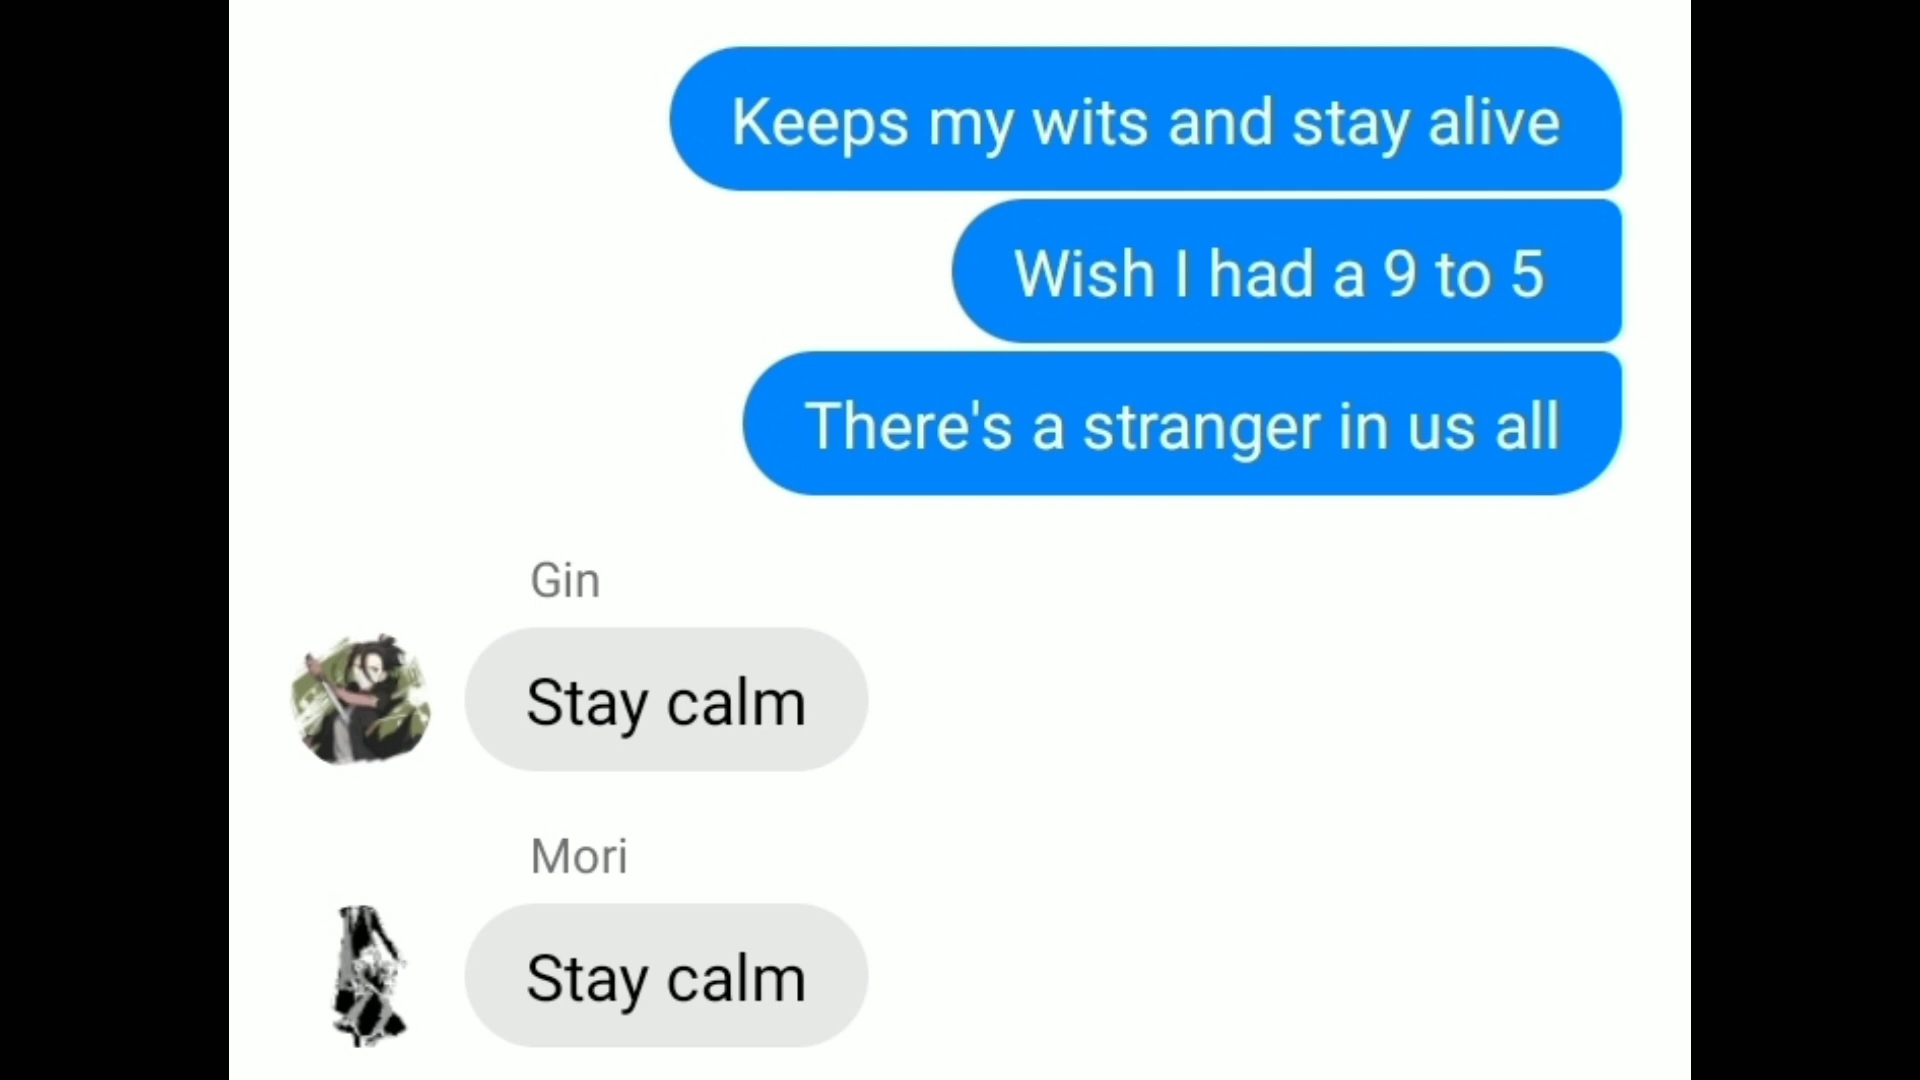 Keeps my wits and stay alive
Wish I had a 9 to 5
There's a stranger in us all
Gin
Stay calm
Mori
Stay calm